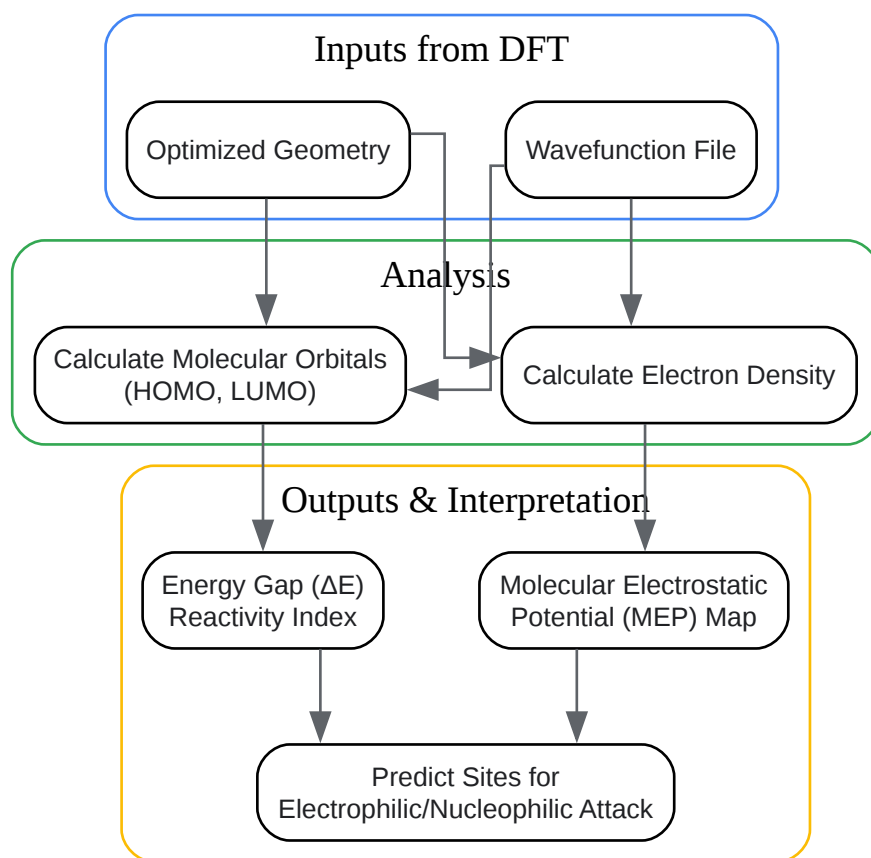 Inputs from DFT
Optimized Geometry
Wavefunction File
Analysis
Calculate Molecular Orbitals
(HOMO, LUMO)
Calculate Electron Density
Outputs & Interpretation
Energy Gap (ΔE)
Reactivity Index
Molecular Electrostatic
Potential (MEP) Map
Predict Sites for
Electrophilic/Nucleophilic Attack